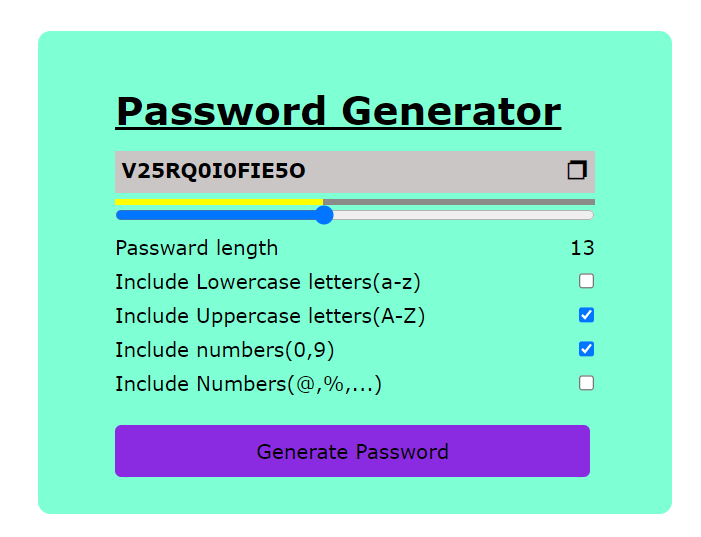 Password Generator
V25RQ0I0FIE5O
Passward length 13
Include Lowercase letters(a-z)
Include Uppercase letters(A-Z)
Include numbers(0,9)
Include Numbers(@,%,...)
Generate Password